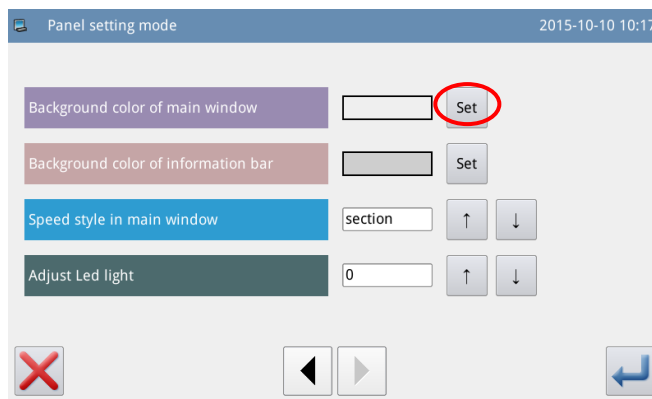 Panel setting mode 2015-10-10 10:17
Background color of main window Set
Background color of information bar Set
Speed style in main window section ↑ ↓
Adjust Led light 0 ↑ ↓